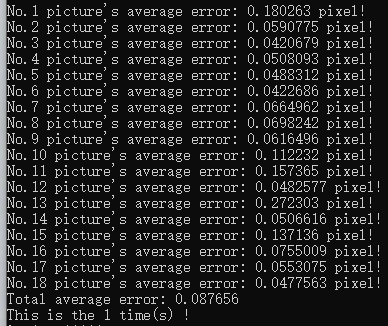 No.1 picture's average error: 0.180263 pixel!
No.2 picture's average error: 0.0590775 pixel!
No.3 picture's average error: 0.0420679 pixel!
No.4 picture's average error: 0.0508093 pixel!
No.5 picture's average error: 0.0488312 pixel!
No.6 picture's average error: 0.0422686 pixel!
No.7 picture's average error: 0.0664962 pixel!
No.8 picture's average error: 0.0698242 pixel!
No.9 picture's average error: 0.0616496 pixel!
No.10 picture's average error: 0.112232 pixel!
No.11 picture's average error: 0.157365 pixel!
No.12 picture's average error: 0.0482577 pixel!
No.13 picture's average error: 0.272303 pixel!
No.14 picture's average error: 0.0506616 pixel!
No.15 picture's average error: 0.137136 pixel!
No.16 picture's average error: 0.0755009 pixel!
No.17 picture's average error: 0.0553075 pixel!
No.18 picture's average error: 0.0477563 pixel!
Total average error: 0.087656
This is the 1 time(s) !